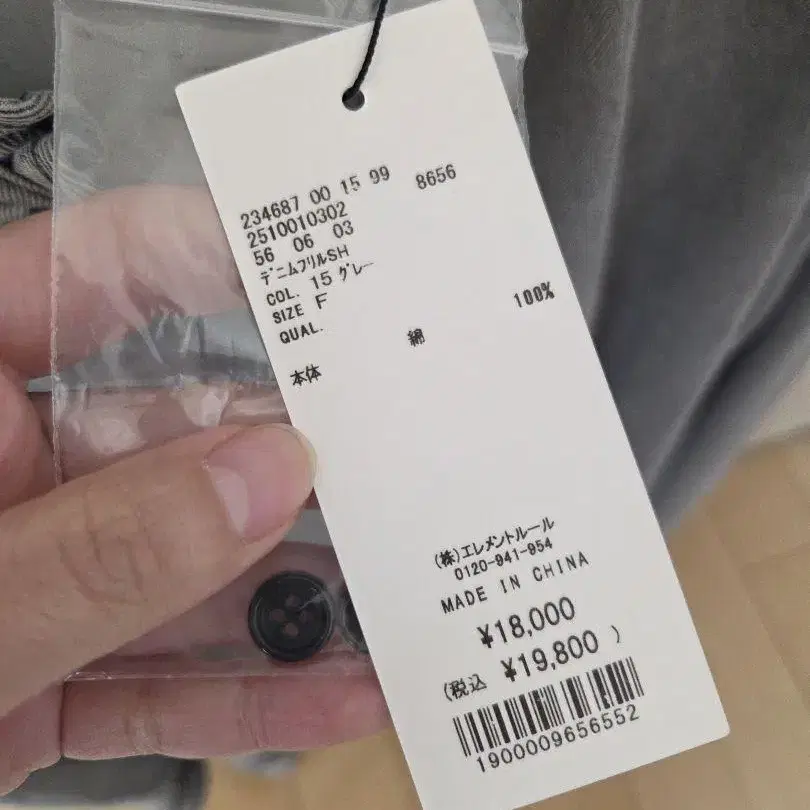 234687 00 15 99 8656
2510010302
56 06 03
デニムフリルSH
COL. 15 グレー
SIZE F
QUAL.
本体 綿 100%
(株)エレメントルール
0120-941-954
MADE IN CHINA
¥18,000
(税込 ¥19,800 )
1900009656552